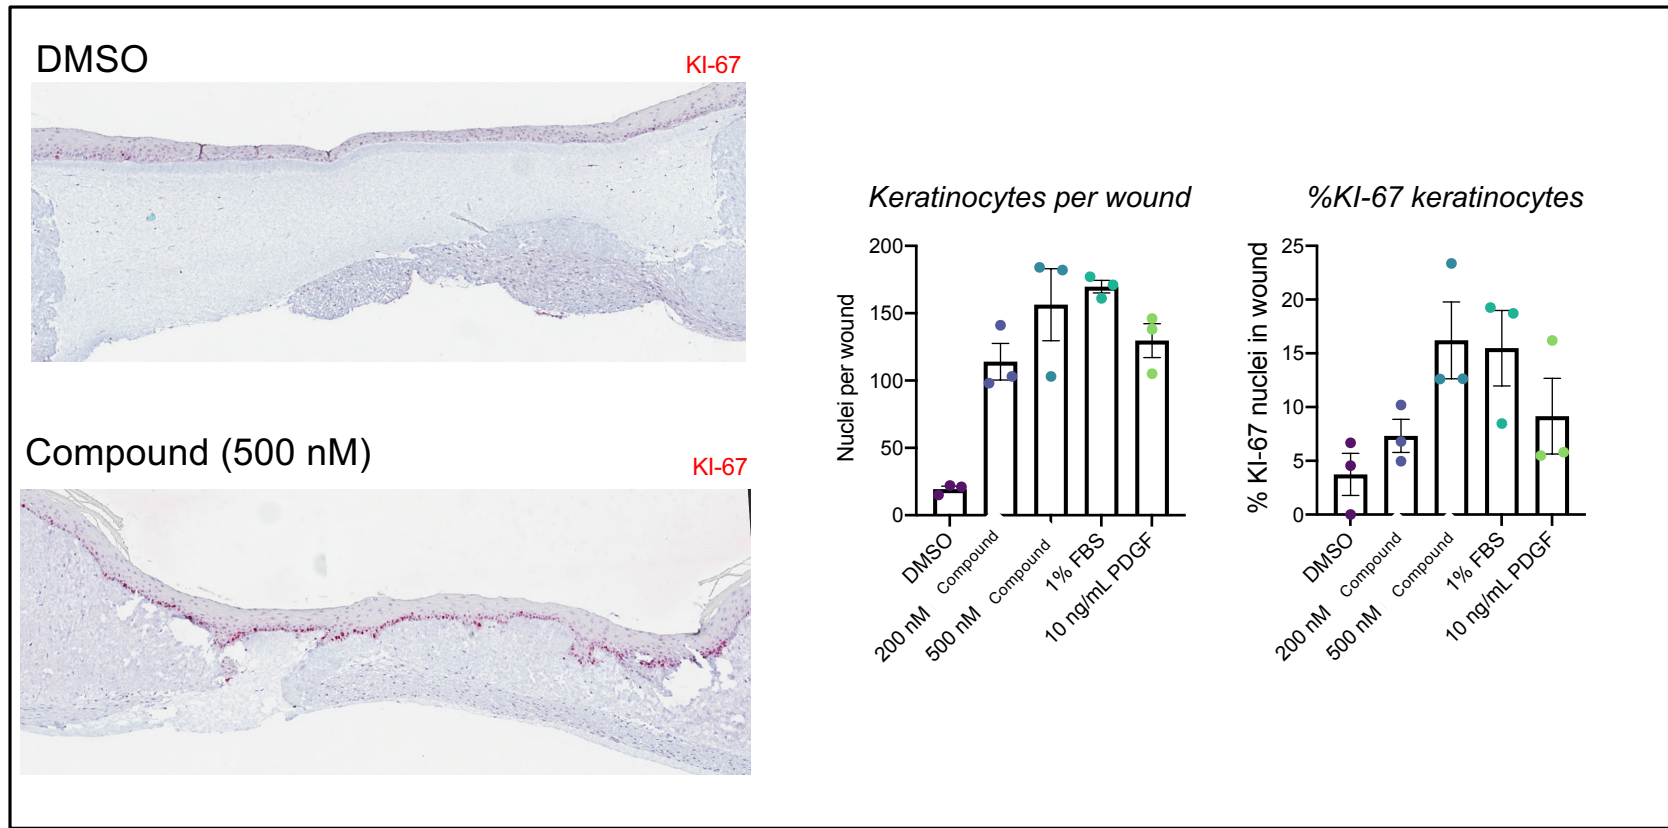 DMSO
KI-67
Compound (500 nM)
KI-67
Keratinocytes per wound
Nuclei per wound
200
150
100
50
0
DMSO
200 nM Compound
500 nM Compound
1% FBS
10 ng/mL PDGF
%KI-67 keratinocytes
% KI-67 nuclei in wound
25
20
15
10
5
0
DMSO
200 nM Compound
500 nM Compound
1% FBS
10 ng/mL PDGF